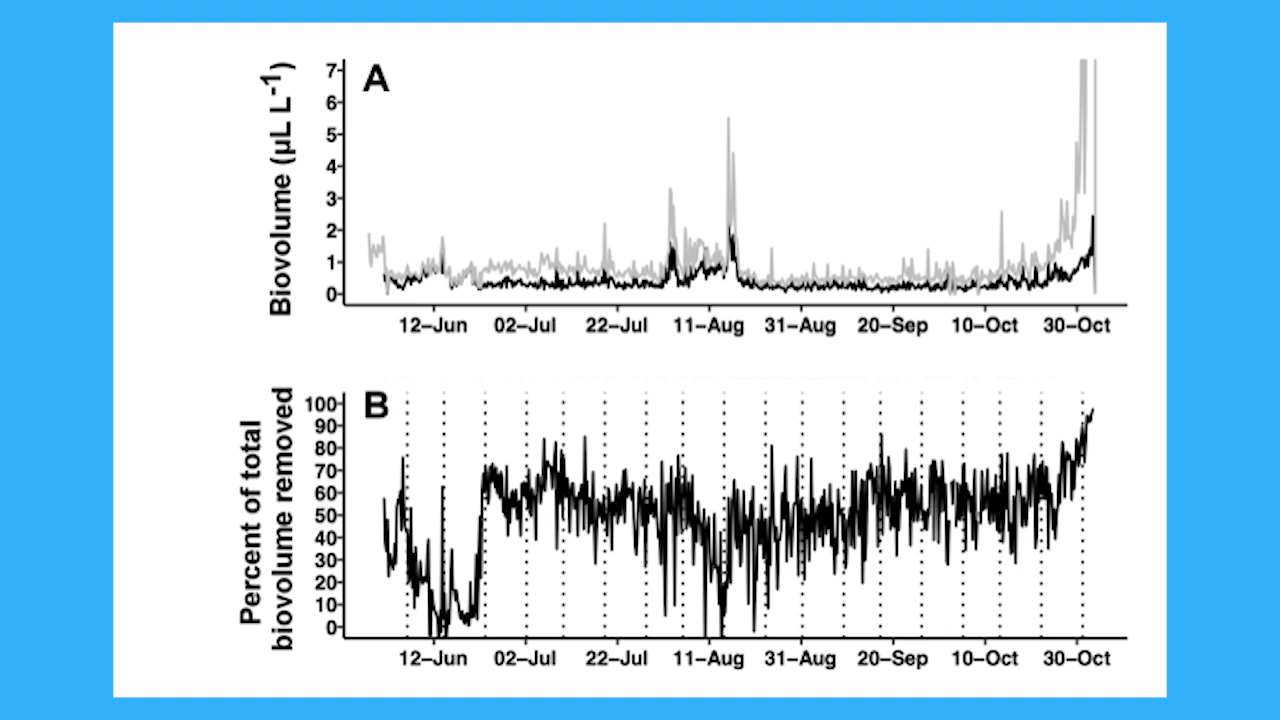 A
Biovolume (µL L-1)
7
6
5
4
3
2
1
0
12–Jun 02–Jul 22–Jul 11–Aug 31–Aug 20–Sep 10–Oct 30–Oct
B
Percent of total
biovolume removed
100
90
80
70
60
50
40
30
20
10
0
12–Jun 02–Jul 22–Jul 11–Aug 31–Aug 20–Sep 10–Oct 30–Oct